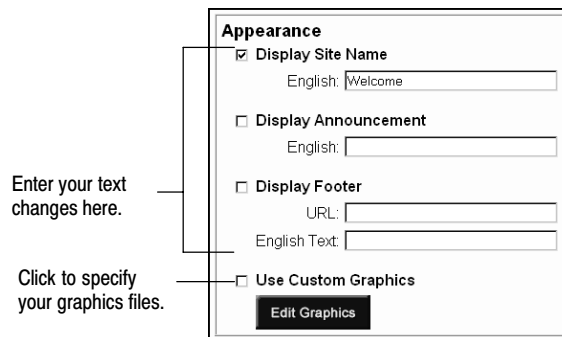 Appearance
Display Site Name
English: Welcome
Display Announcement
English:
Display Footer
URL:
English Text:
Use Custom Graphics
Edit Graphics
Enter your text
changes here.
Click to specify
your graphics files.